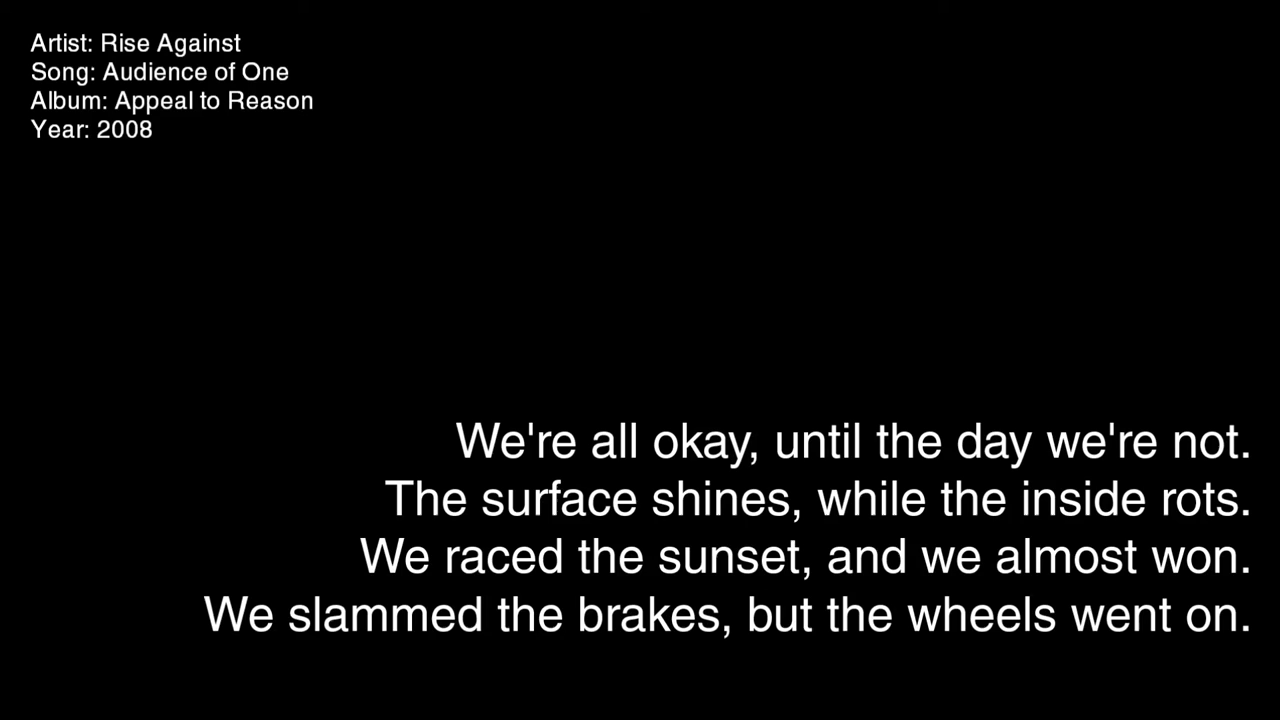 Artist: Rise Against
Song: Audience of One
Album: Appeal to Reason
Year: 2008
We're all okay, until the day we're not.
The surface shines, while the inside rots.
We raced the sunset, and we almost won.
We slammed the brakes, but the wheels went on.